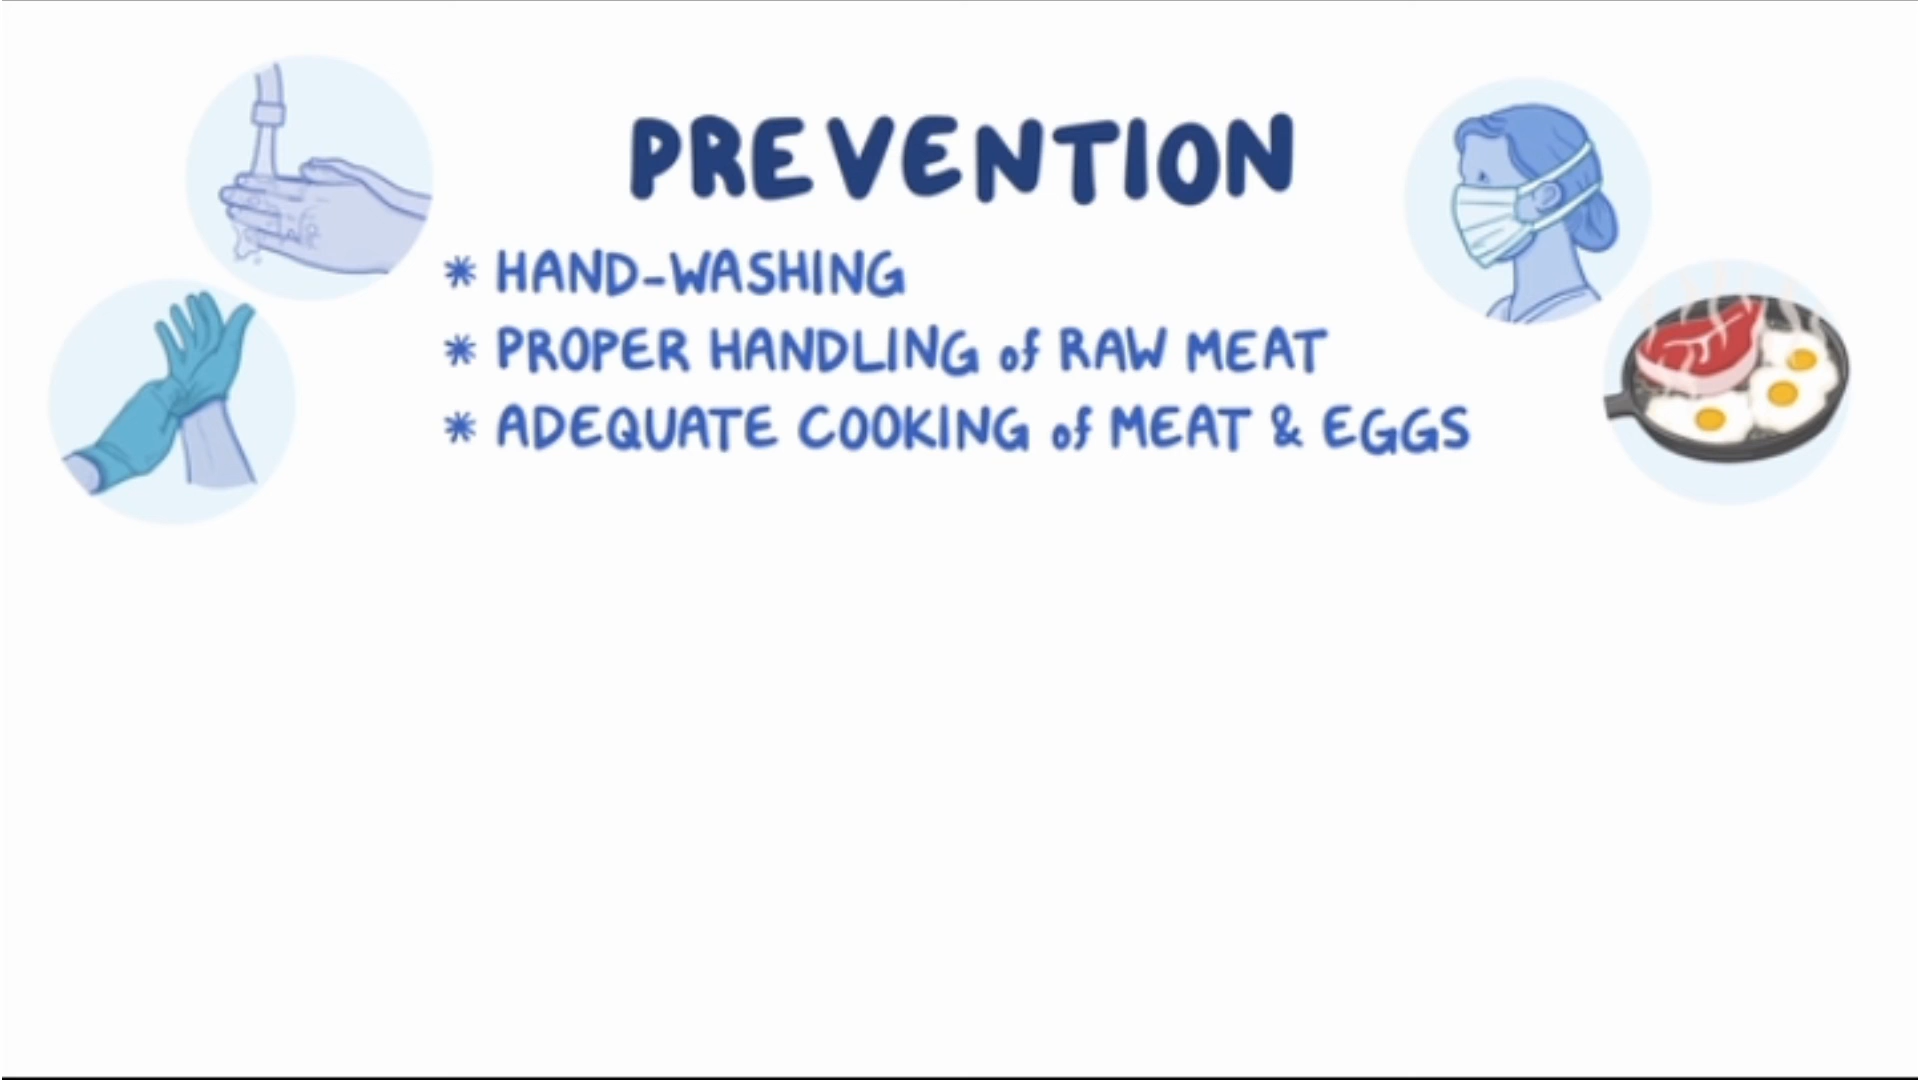 PREVENTION
* HAND-WASHING
* PROPER HANDLING of RAW MEAT
* ADEQUATE COOKING of MEAT & EGGS